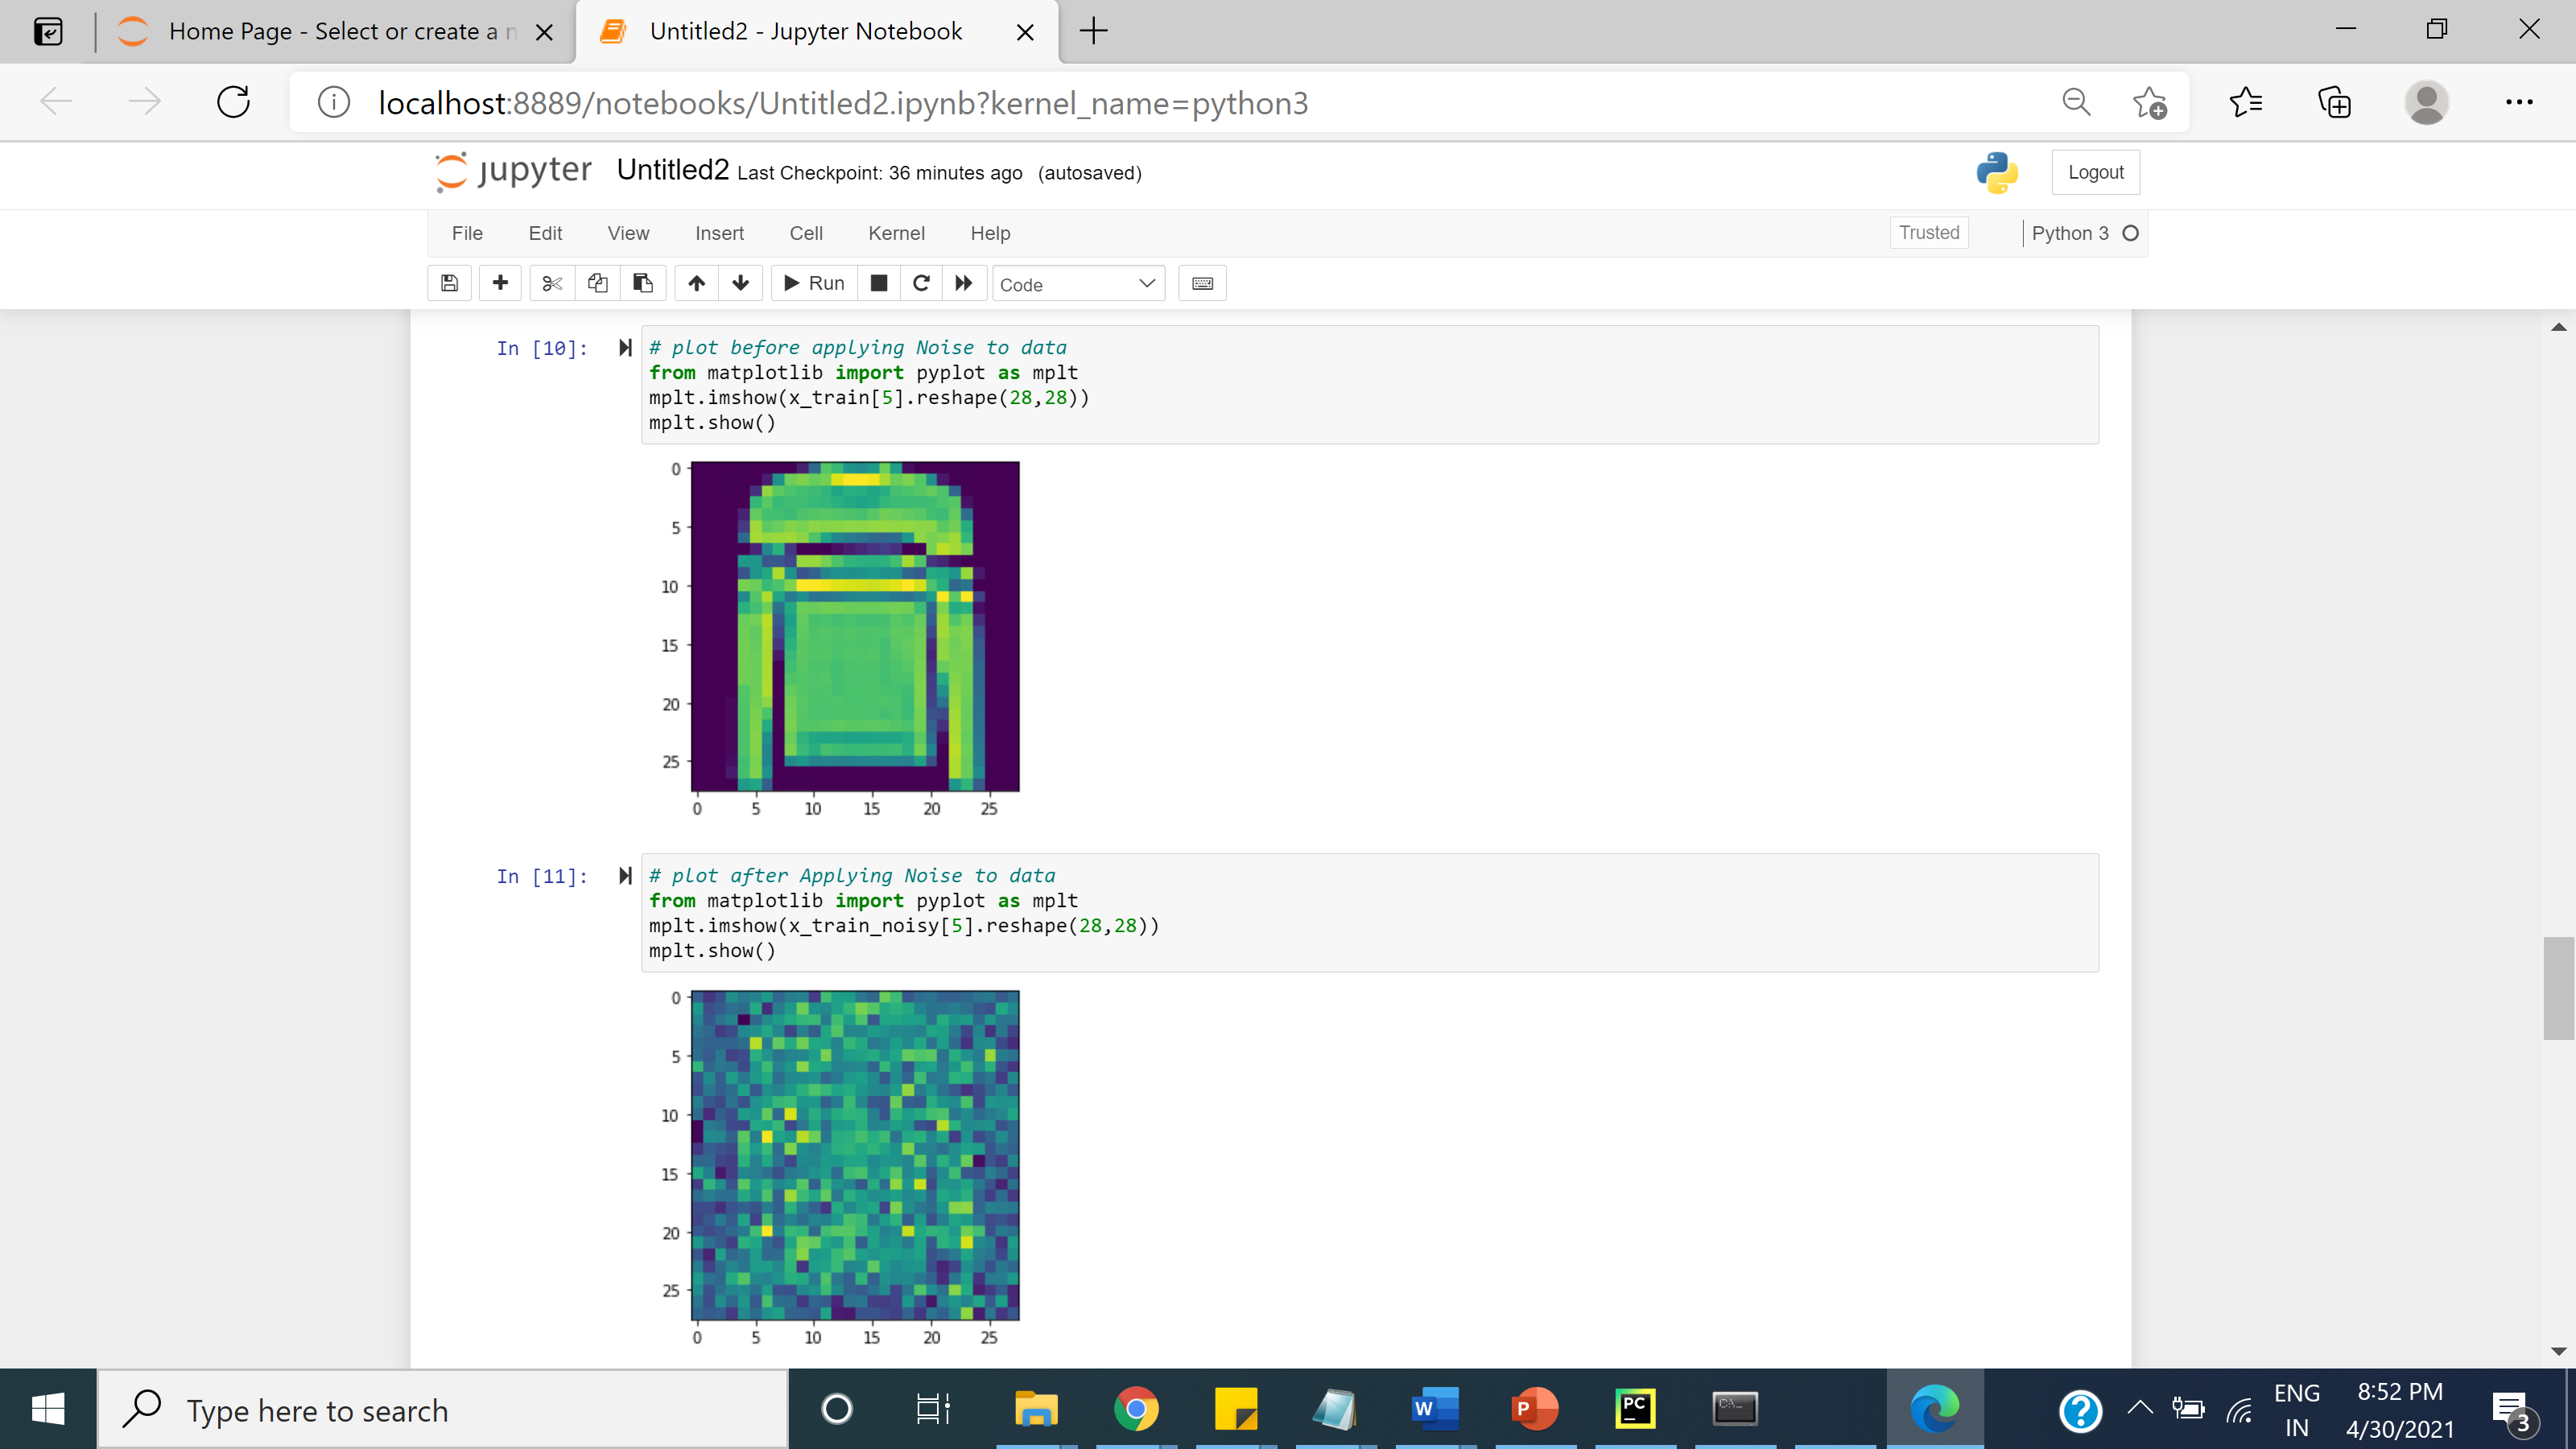 Home Page - Select or create a n
Untitled2 - Jupyter Notebook
localhost:8889/notebooks/Untitled2.ipynb?kernel_name=python3
jupyter Untitled2 Last Checkpoint: 36 minutes ago (autosaved)
Logout
File Edit View Insert Cell Kernel Help
Trusted
Python 3
Run
Code
In [10]:
# plot before applying Noise to data
from matplotlib import pyplot as mplt
mplt.imshow(x_train[5].reshape(28,28))
mplt.show()
0
5
10
15
20
25
0 5 10 15 20 25
In [11]:
# plot after Applying Noise to data
from matplotlib import pyplot as mplt
mplt.imshow(x_train_noisy[5].reshape(28,28))
mplt.show()
0
5
10
15
20
25
0 5 10 15 20 25
Type here to search
W
P
PC
C:\_
?
ENG
IN
8:52 PM
4/30/2021
3